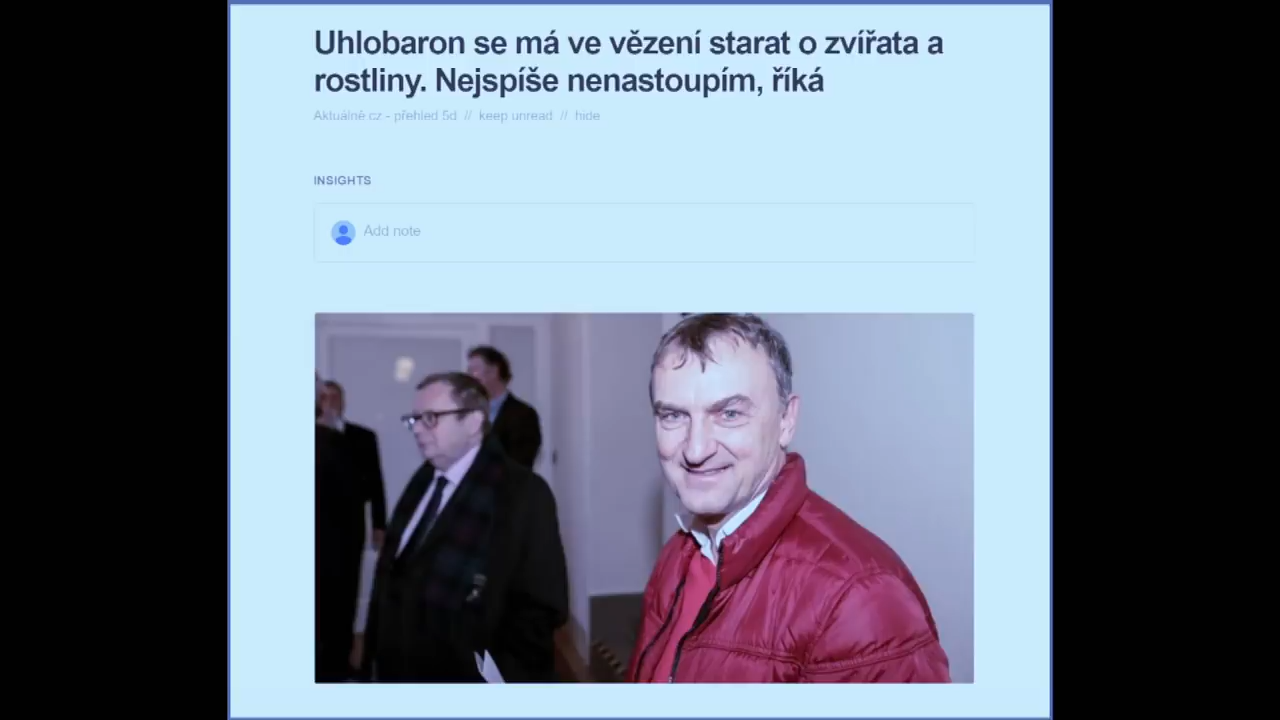 Uhlobaron se má ve vězení starat o zvířata a
rostliny. Nejspíše nenastoupím, říká
Aktuálně.cz - přehled 5d // keep unread // hide
INSIGHTS
Add note